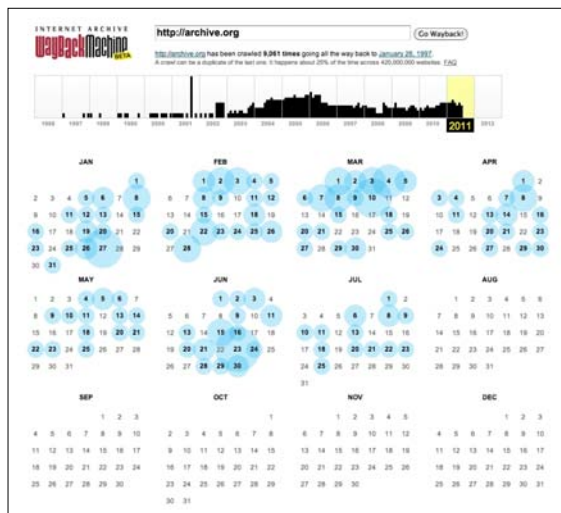 INTERNET ARCHIVE
WayBackMachine
BETA
http://archive.org
Go Wayback!
http://archive.org has been crawled 9,061 times going all the way back to January 26, 1997.
A crawl can be a duplicate of the last one. It happens about 25% of the time across websites. FAQ
1996 1997 1998 1999 2000 2001 2002 2003 2004 2005 2006 2007 2008 2009 2010 2011 2012
JAN
1
2 3 4 5 6 7 8
9 10 11 12 13 14 15
16 17 18 19 20 21 22
23 24 25 26 27 28 29
30 31
FEB
1 2 3 4 5
6 7 8 9 10 11 12
13 14 15 16 17 18 19
20 21 22 23 24 25 26
27 28
MAR
1 2 3 4 5
6 7 8 9 10 11 12
13 14 15 16 17 18 19
20 21 22 23 24 25 26
27 28 29 30 31
APR
1 2
3 4 5 6 7 8 9
10 11 12 13 14 15 16
17 18 19 20 21 22 23
24 25 26 27 28 29 30
MAY
1 2 3 4 5 6 7
8 9 10 11 12 13 14
15 16 17 18 19 20 21
22 23 24 25 26 27 28
29 30 31
JUN
1 2 3 4
5 6 7 8 9 10 11
12 13 14 15 16 17 18
19 20 21 22 23 24 25
26 27 28 29 30
JUL
1 2
3 4 5 6 7 8 9
10 11 12 13 14 15 16
17 18 19 20 21 22 23
24 25 26 27 28 29 30
31
AUG
1 2 3 4 5 6
7 8 9 10 11 12 13
14 15 16 17 18 19 20
21 22 23 24 25 26 27
28 29 30 31
SEP
1 2 3
4 5 6 7 8 9 10
11 12 13 14 15 16 17
18 19 20 21 22 23 24
25 26 27 28 29 30
OCT
1
2 3 4 5 6 7 8
9 10 11 12 13 14 15
16 17 18 19 20 21 22
23 24 25 26 27 28 29
30 31
NOV
1 2 3 4 5
6 7 8 9 10 11 12
13 14 15 16 17 18 19
20 21 22 23 24 25 26
27 28 29 30
DEC
1 2 3
4 5 6 7 8 9 10
11 12 13 14 15 16 17
18 19 20 21 22 23 24
25 26 27 28 29 30 31